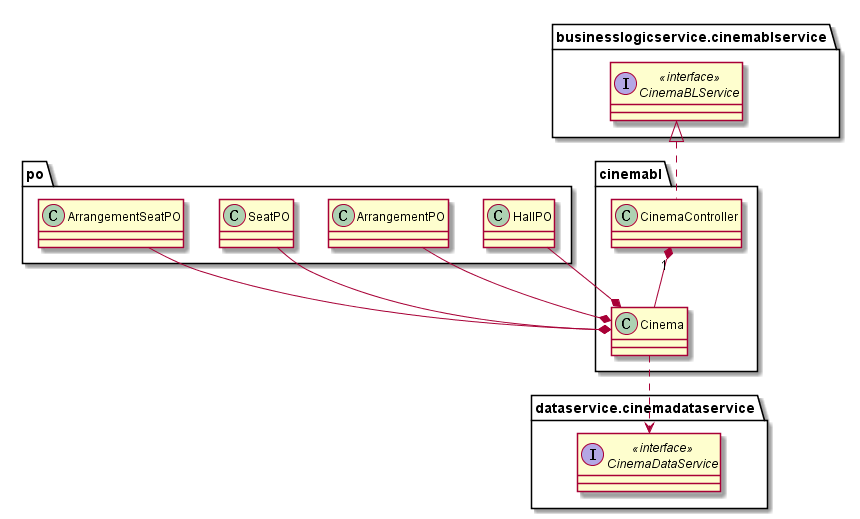 businesslogicservice.cinemablservice
I
«interface»
CinemaBLService
po
cinemabl
C ArrangementSeatPO
C SeatPO
C ArrangementPO
C HallPO
C CinemaController
1
C Cinema
dataservice.cinemadataservice
I
«interface»
CinemaDataService